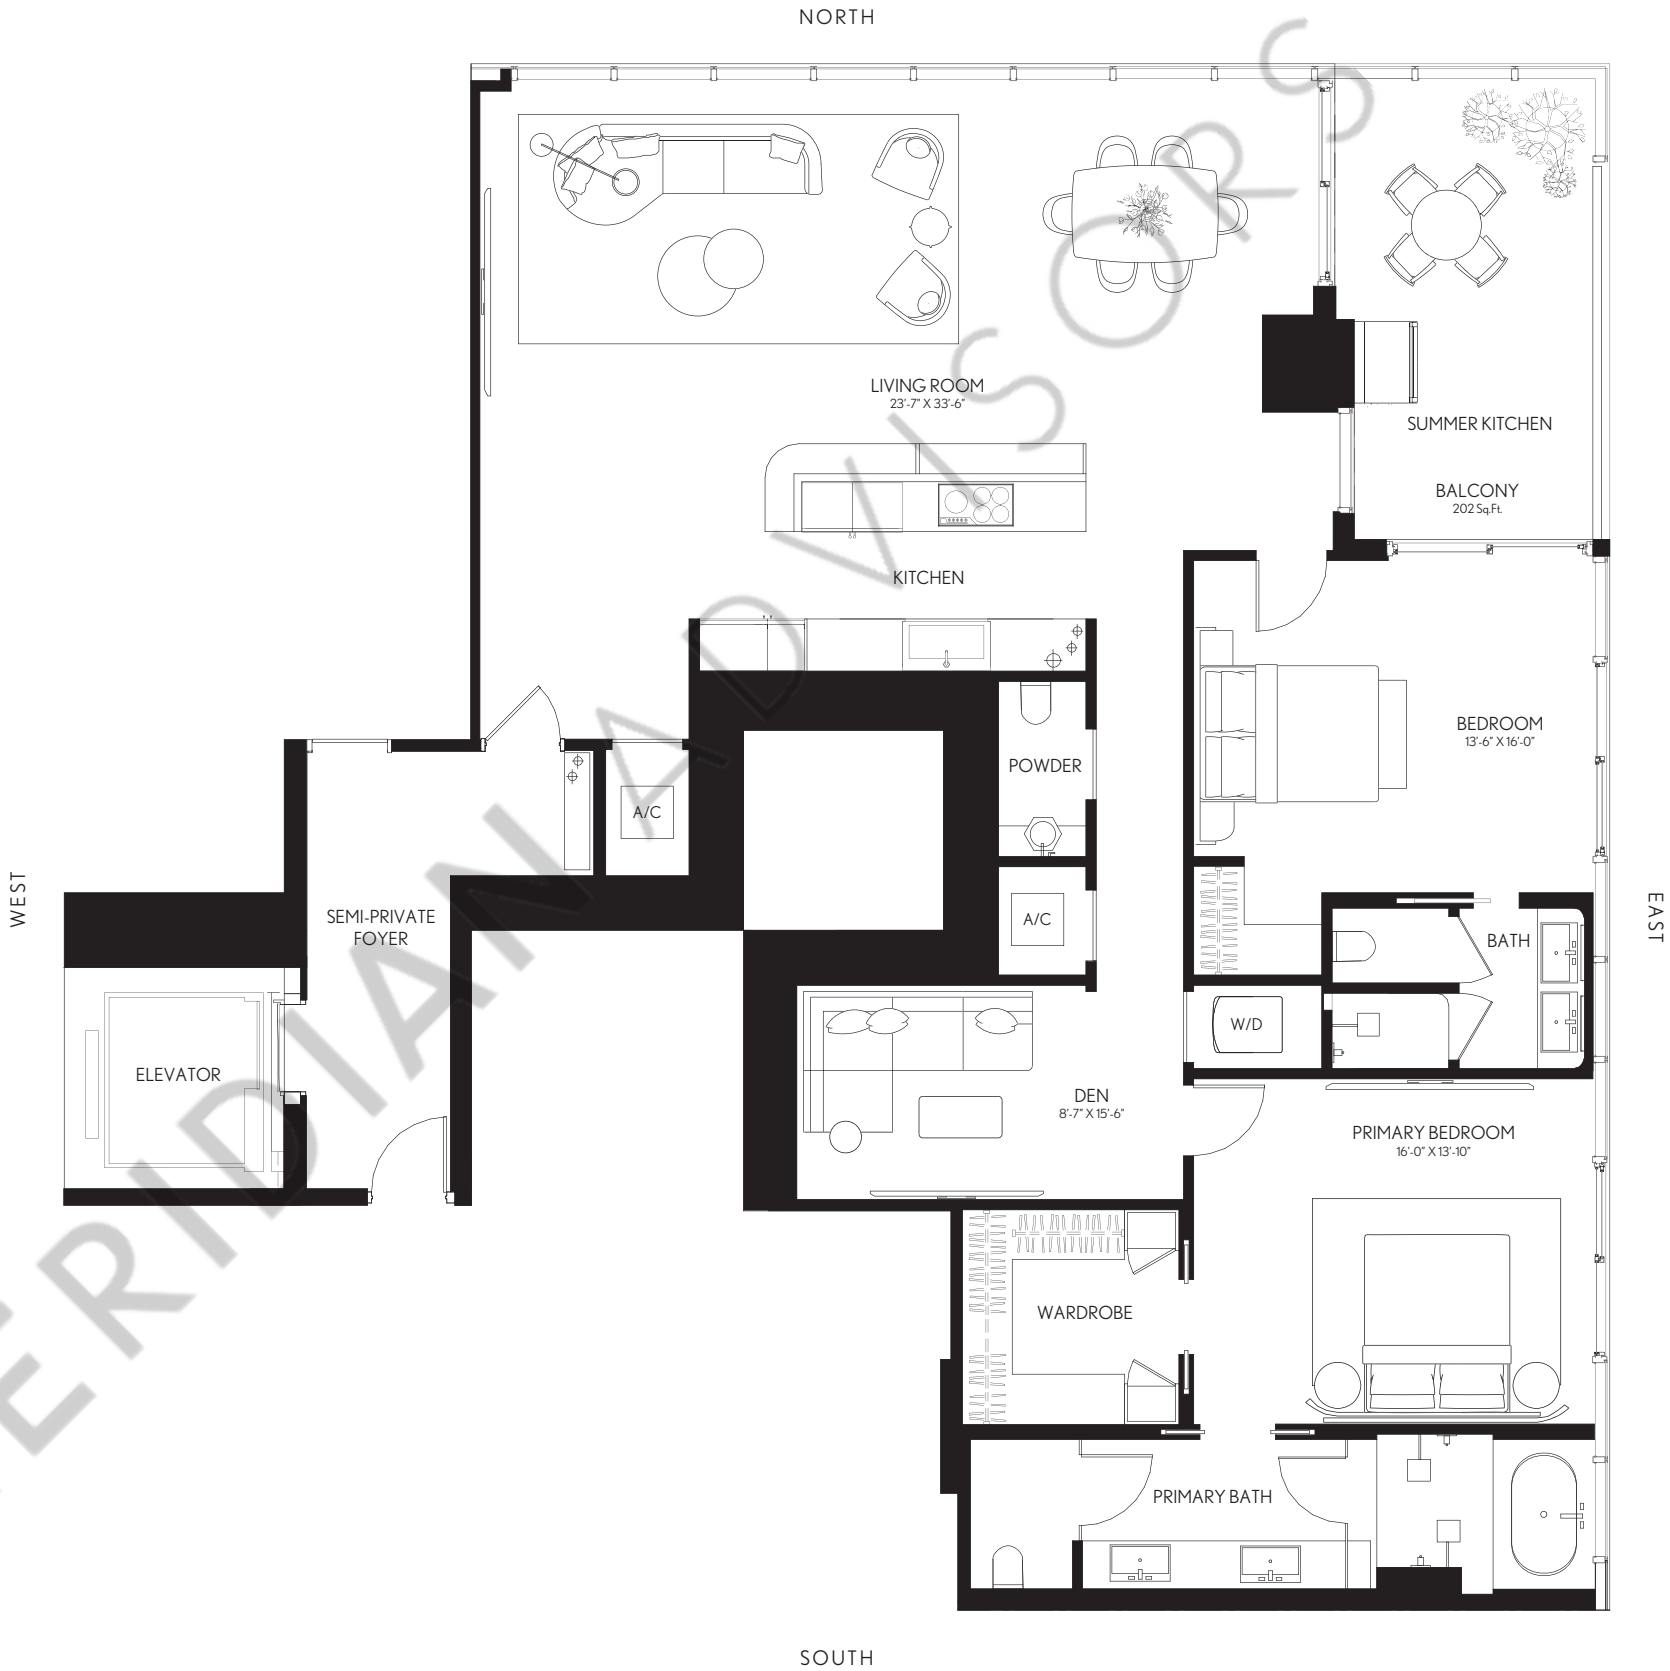 NORTH
LIVING ROOM
23'-7" X 33'-6"
SUMMER KITCHEN
BALCONY
202 Sq.Ft.
KITCHEN
BEDROOM
13'-6" X 16'-0"
POWDER
A/C
WEST
SEMI-PRIVATE
FOYER
A/C
EAST
BATH
W/D
ELEVATOR
DEN
8'-7" X 15'-6"
PRIMARY BEDROOM
16'-0" X 13'-10"
WARDROBE
PRIMARY BATH
SOUTH
ERIDIAN ADVISORS